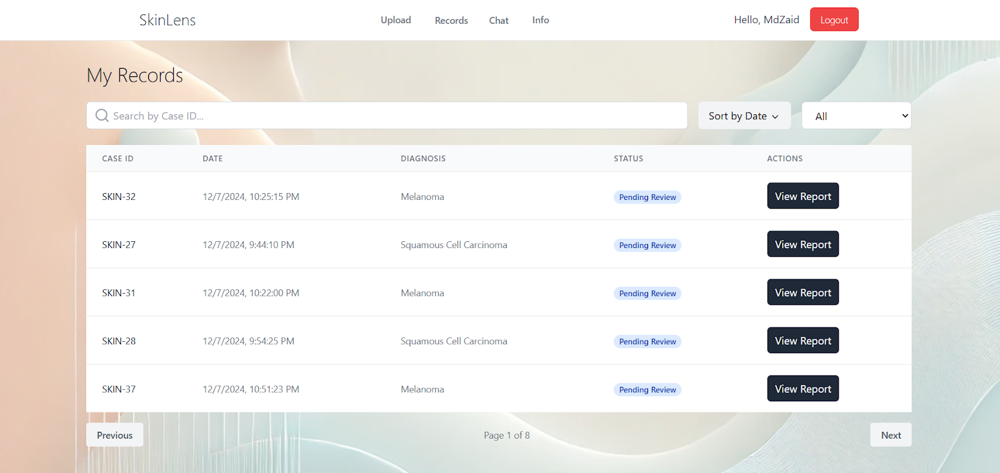 SkinLens Upload Records Chat Info Hello, MdZaid Logout
My Records
Search by Case ID... Sort by Date All
CASE ID DATE DIAGNOSIS STATUS ACTIONS
SKIN-32 12/7/2024, 10:25:15 PM Melanoma Pending Review View Report
SKIN-27 12/7/2024, 9:44:10 PM Squamous Cell Carcinoma Pending Review View Report
SKIN-31 12/7/2024, 10:22:00 PM Melanoma Pending Review View Report
SKIN-28 12/7/2024, 9:54:25 PM Squamous Cell Carcinoma Pending Review View Report
SKIN-37 12/7/2024, 10:51:23 PM Melanoma Pending Review View Report
Previous Page 1 of 8 Next